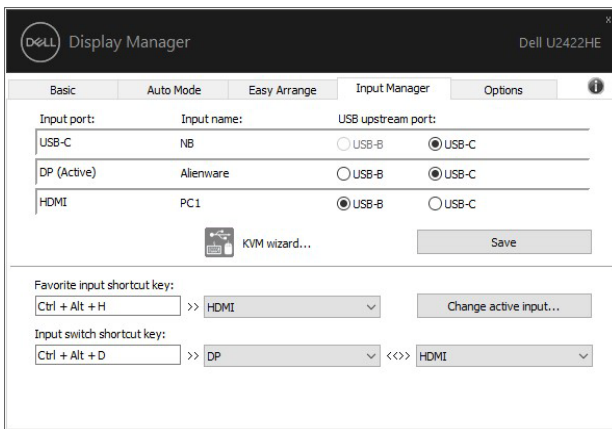 x
DELL Display Manager Dell U2422HE
Basic Auto Mode Easy Arrange Input Manager Options i
Input port: Input name: USB upstream port:
USB-C NB USB-B USB-C
DP (Active) Alienware USB-B USB-C
HDMI PC1 USB-B USB-C
KVM wizard... Save
Favorite input shortcut key:
Ctrl + Alt + H >> HDMI Change active input...
Input switch shortcut key:
Ctrl + Alt + D >> DP <<>> HDMI